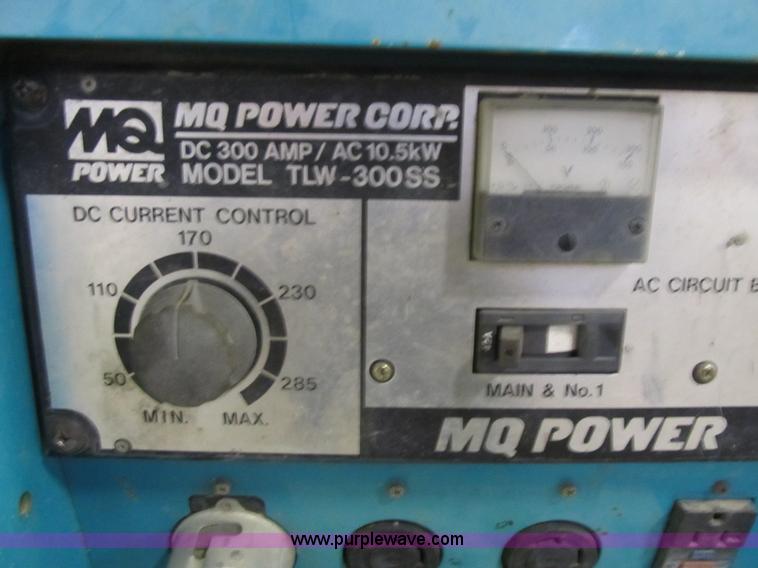 MQ POWER
MQ POWER CORP.
DC 300 AMP / AC 10.5kW
MODEL TLW-300SS
DC CURRENT CONTROL
170
110
230
50
285
MIN.
MAX.
V
AC CIRCUIT
MAIN & No.1
MQ POWER
www.purplewave.com